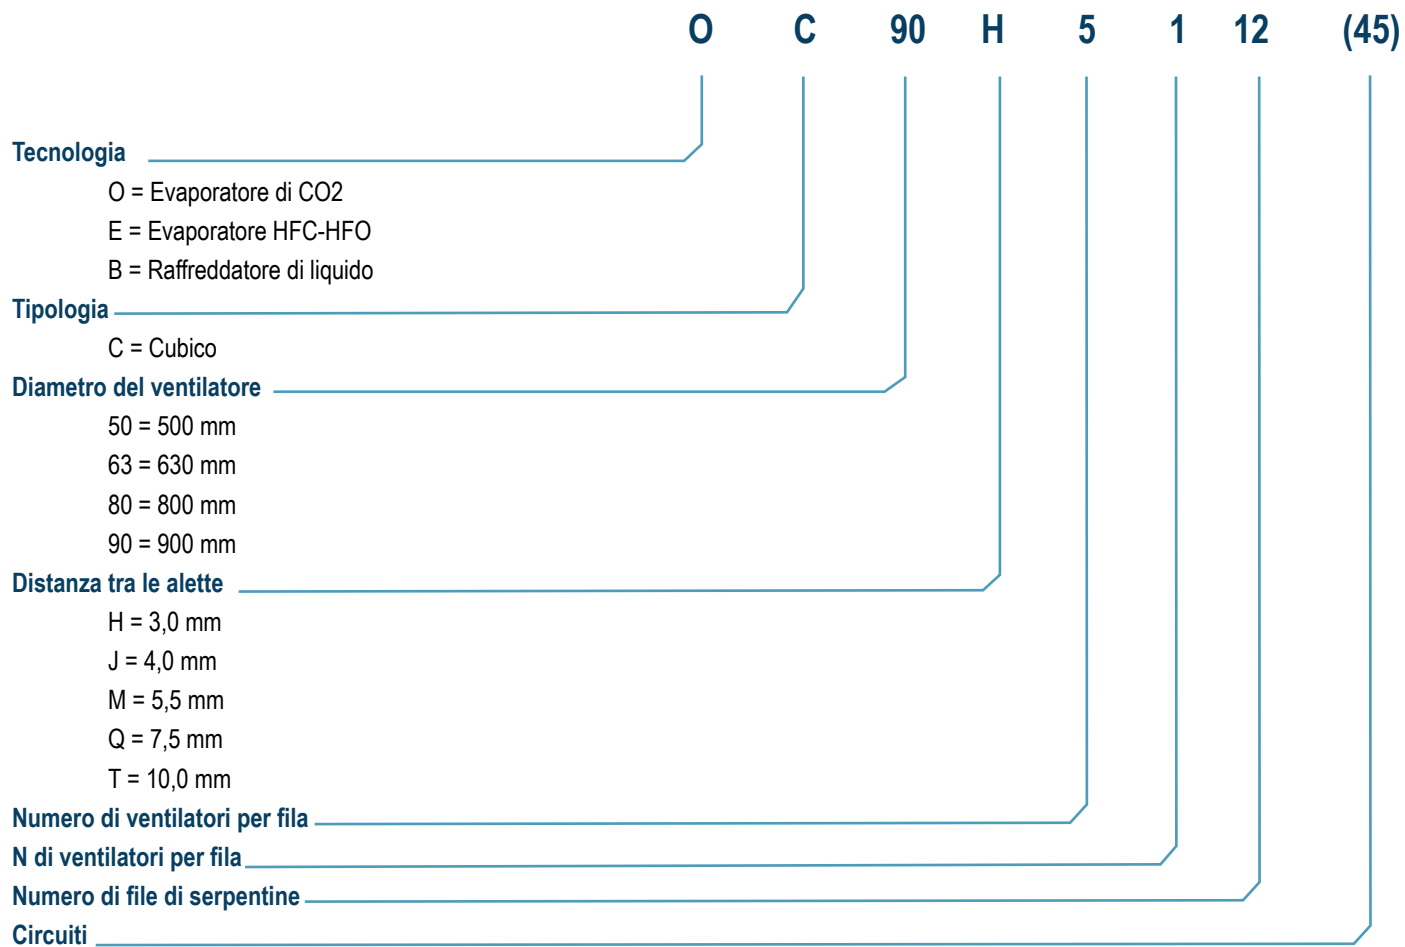 O C 90 H 5 1 12 (45)
Tecnologia
O = Evaporatore di CO2
E = Evaporatore HFC-HFO
B = Raffreddatore di liquido
Tipologia
C = Cubico
Diametro del ventilatore
50 = 500 mm
63 = 630 mm
80 = 800 mm
90 = 900 mm
Distanza tra le alette
H = 3,0 mm
J = 4,0 mm
M = 5,5 mm
Q = 7,5 mm
T = 10,0 mm
Numero di ventilatori per fila
N di ventilatori per fila
Numero di file di serpentine
Circuiti